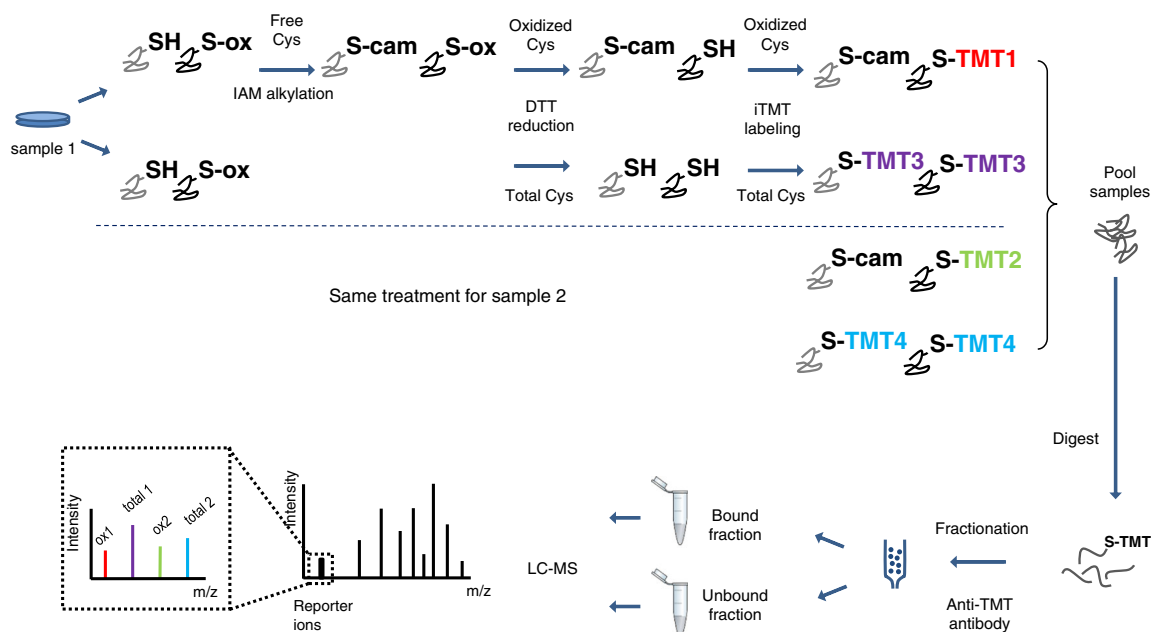 Free
Cys
IAM alkylation
Oxidized
Cys
Oxidized
Cys
SH S-ox
S-cam S-ox
S-cam SH
S-cam S-TMT1
sample 1
DTT
reduction
iTMT
labeling
SH S-ox
SH SH
S-TMT3 S-TMT3
Total Cys
Total Cys
Pool
samples
Same treatment for sample 2
S-cam S-TMT2
S-TMT4 S-TMT4
Digest
S-TMT
Fractionation
Anti-TMT
antibody
Bound
fraction
Unbound
fraction
LC-MS
Intensity
m/z
Reporter
ions
Intensity
ox1
total 1
ox2
total 2
m/z